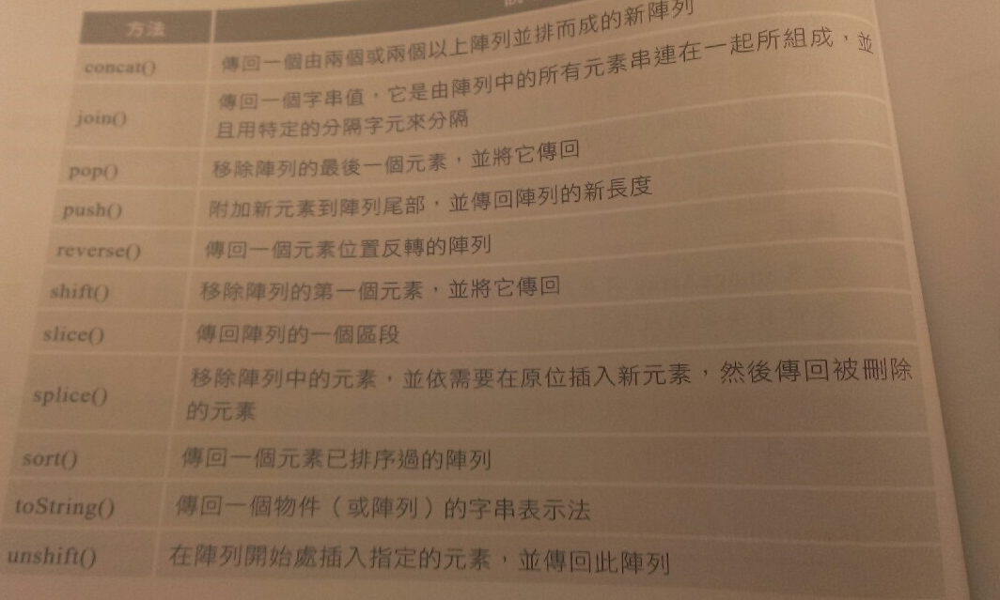 方法
concat()
傳回一個由兩個或兩個以上陣列並排而成的新陣列
join()
傳回一個字串值，它是由陣列中的所有元素串連在一起所組成，並
且用特定的分隔字元來分隔
pop()
移除陣列的最後一個元素，並將它傳回
push()
附加新元素到陣列尾部，並傳回陣列的新長度
reverse()
傳回一個元素位置反轉的陣列
shift()
移除陣列的第一個元素，並將它傳回
slice()
傳回陣列的一個區段
splice()
移除陣列中的元素，並依需要在原位插入新元素，然後傳回被刪除
的元素
sort()
傳回一個元素已排序過的陣列
toString()
傳回一個物件（或陣列）的字串表示法
unshift()
在陣列開始處插入指定的元素，並傳回此陣列